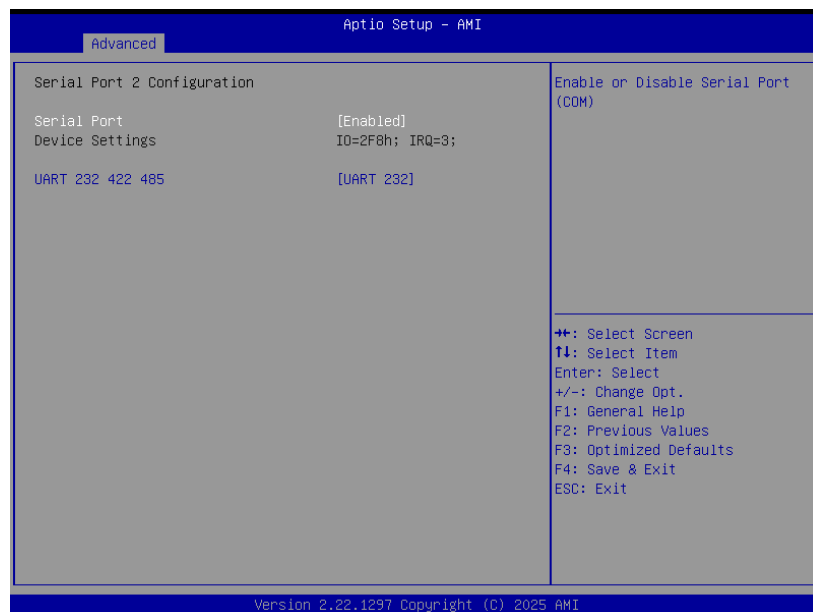 Aptio Setup – AMI
Advanced
Serial Port 2 Configuration
Serial Port [Enabled]
Device Settings IO=2F8h; IRQ=3;
UART 232 422 485 [UART 232]
Enable or Disable Serial Port
(COM)
→←: Select Screen
↑↓: Select Item
Enter: Select
+/-: Change Opt.
F1: General Help
F2: Previous Values
F3: Optimized Defaults
F4: Save & Exit
ESC: Exit
Version 2.22.1297 Copyright (C) 2025 AMI